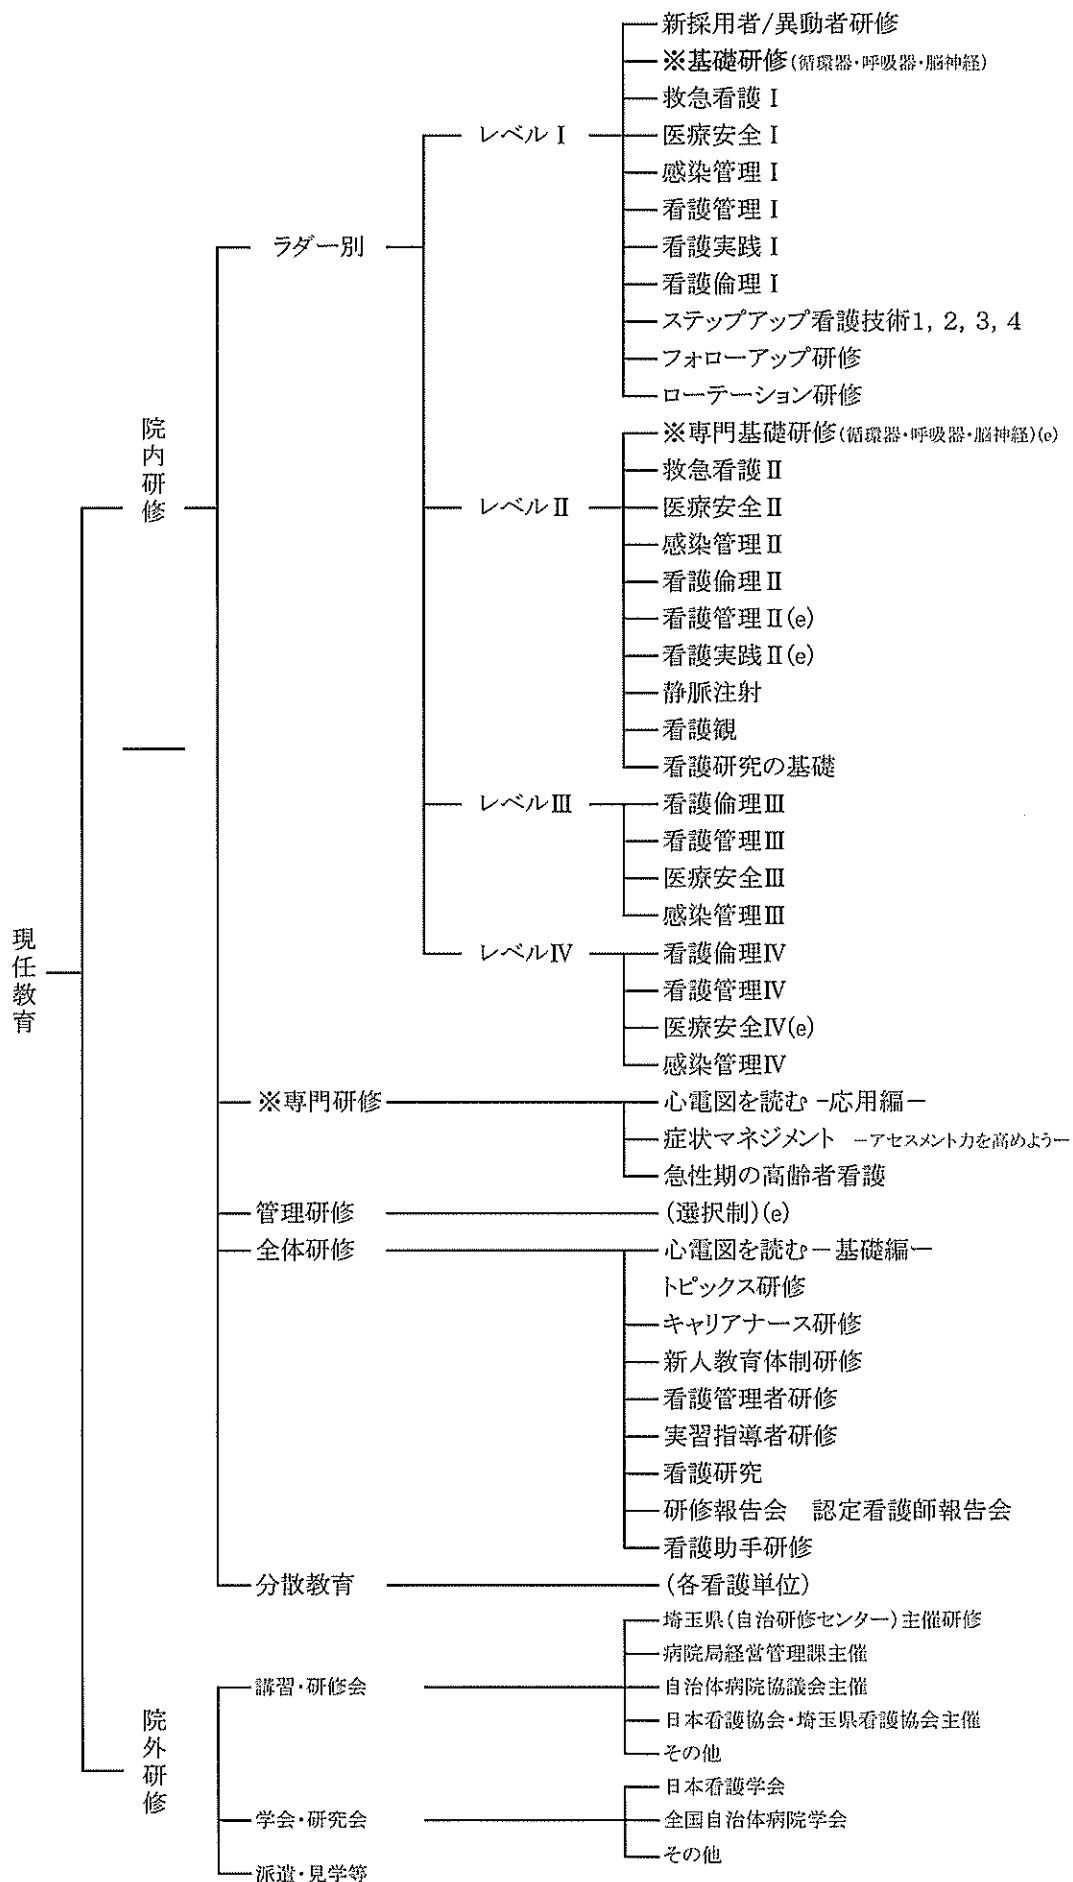 現任教育
院内研修
ラダー別
レベルⅠ
新採用者/異動者研修
※基礎研修(循環器・呼吸器・脳神経)
救急看護Ⅰ
医療安全Ⅰ
感染管理Ⅰ
看護管理Ⅰ
看護実践Ⅰ
看護倫理Ⅰ
ステップアップ看護技術1, 2, 3, 4
フォローアップ研修
ローテーション研修
レベルⅡ
※専門基礎研修(循環器・呼吸器・脳神経)(e)
救急看護Ⅱ
医療安全Ⅱ
感染管理Ⅱ
看護倫理Ⅱ
看護管理Ⅱ(e)
看護実践Ⅱ(e)
静脈注射
看護観
看護研究の基礎
レベルⅢ
看護倫理Ⅲ
看護管理Ⅲ
医療安全Ⅲ
感染管理Ⅲ
レベルⅣ
看護倫理Ⅳ
看護管理Ⅳ
医療安全Ⅳ(e)
感染管理Ⅳ
※専門研修
心電図を読む -応用編-
症状マネジメント -アセスメント力を高めよう-
急性期の高齢者看護
管理研修
(選択制)(e)
全体研修
心電図を読む-基礎編-
トピックス研修
キャリアナース研修
新人教育体制研修
看護管理者研修
実習指導者研修
看護研究
研修報告会　認定看護師報告会
看護助手研修
分散教育
(各看護単位)
院外研修
講習・研修会
埼玉県(自治研修センター)主催研修
病院局経営管理課主催
自治体病院協議会主催
日本看護協会・埼玉県看護協会主催
その他
学会・研究会
日本看護学会
全国自治体病院学会
その他
派遣・見学等